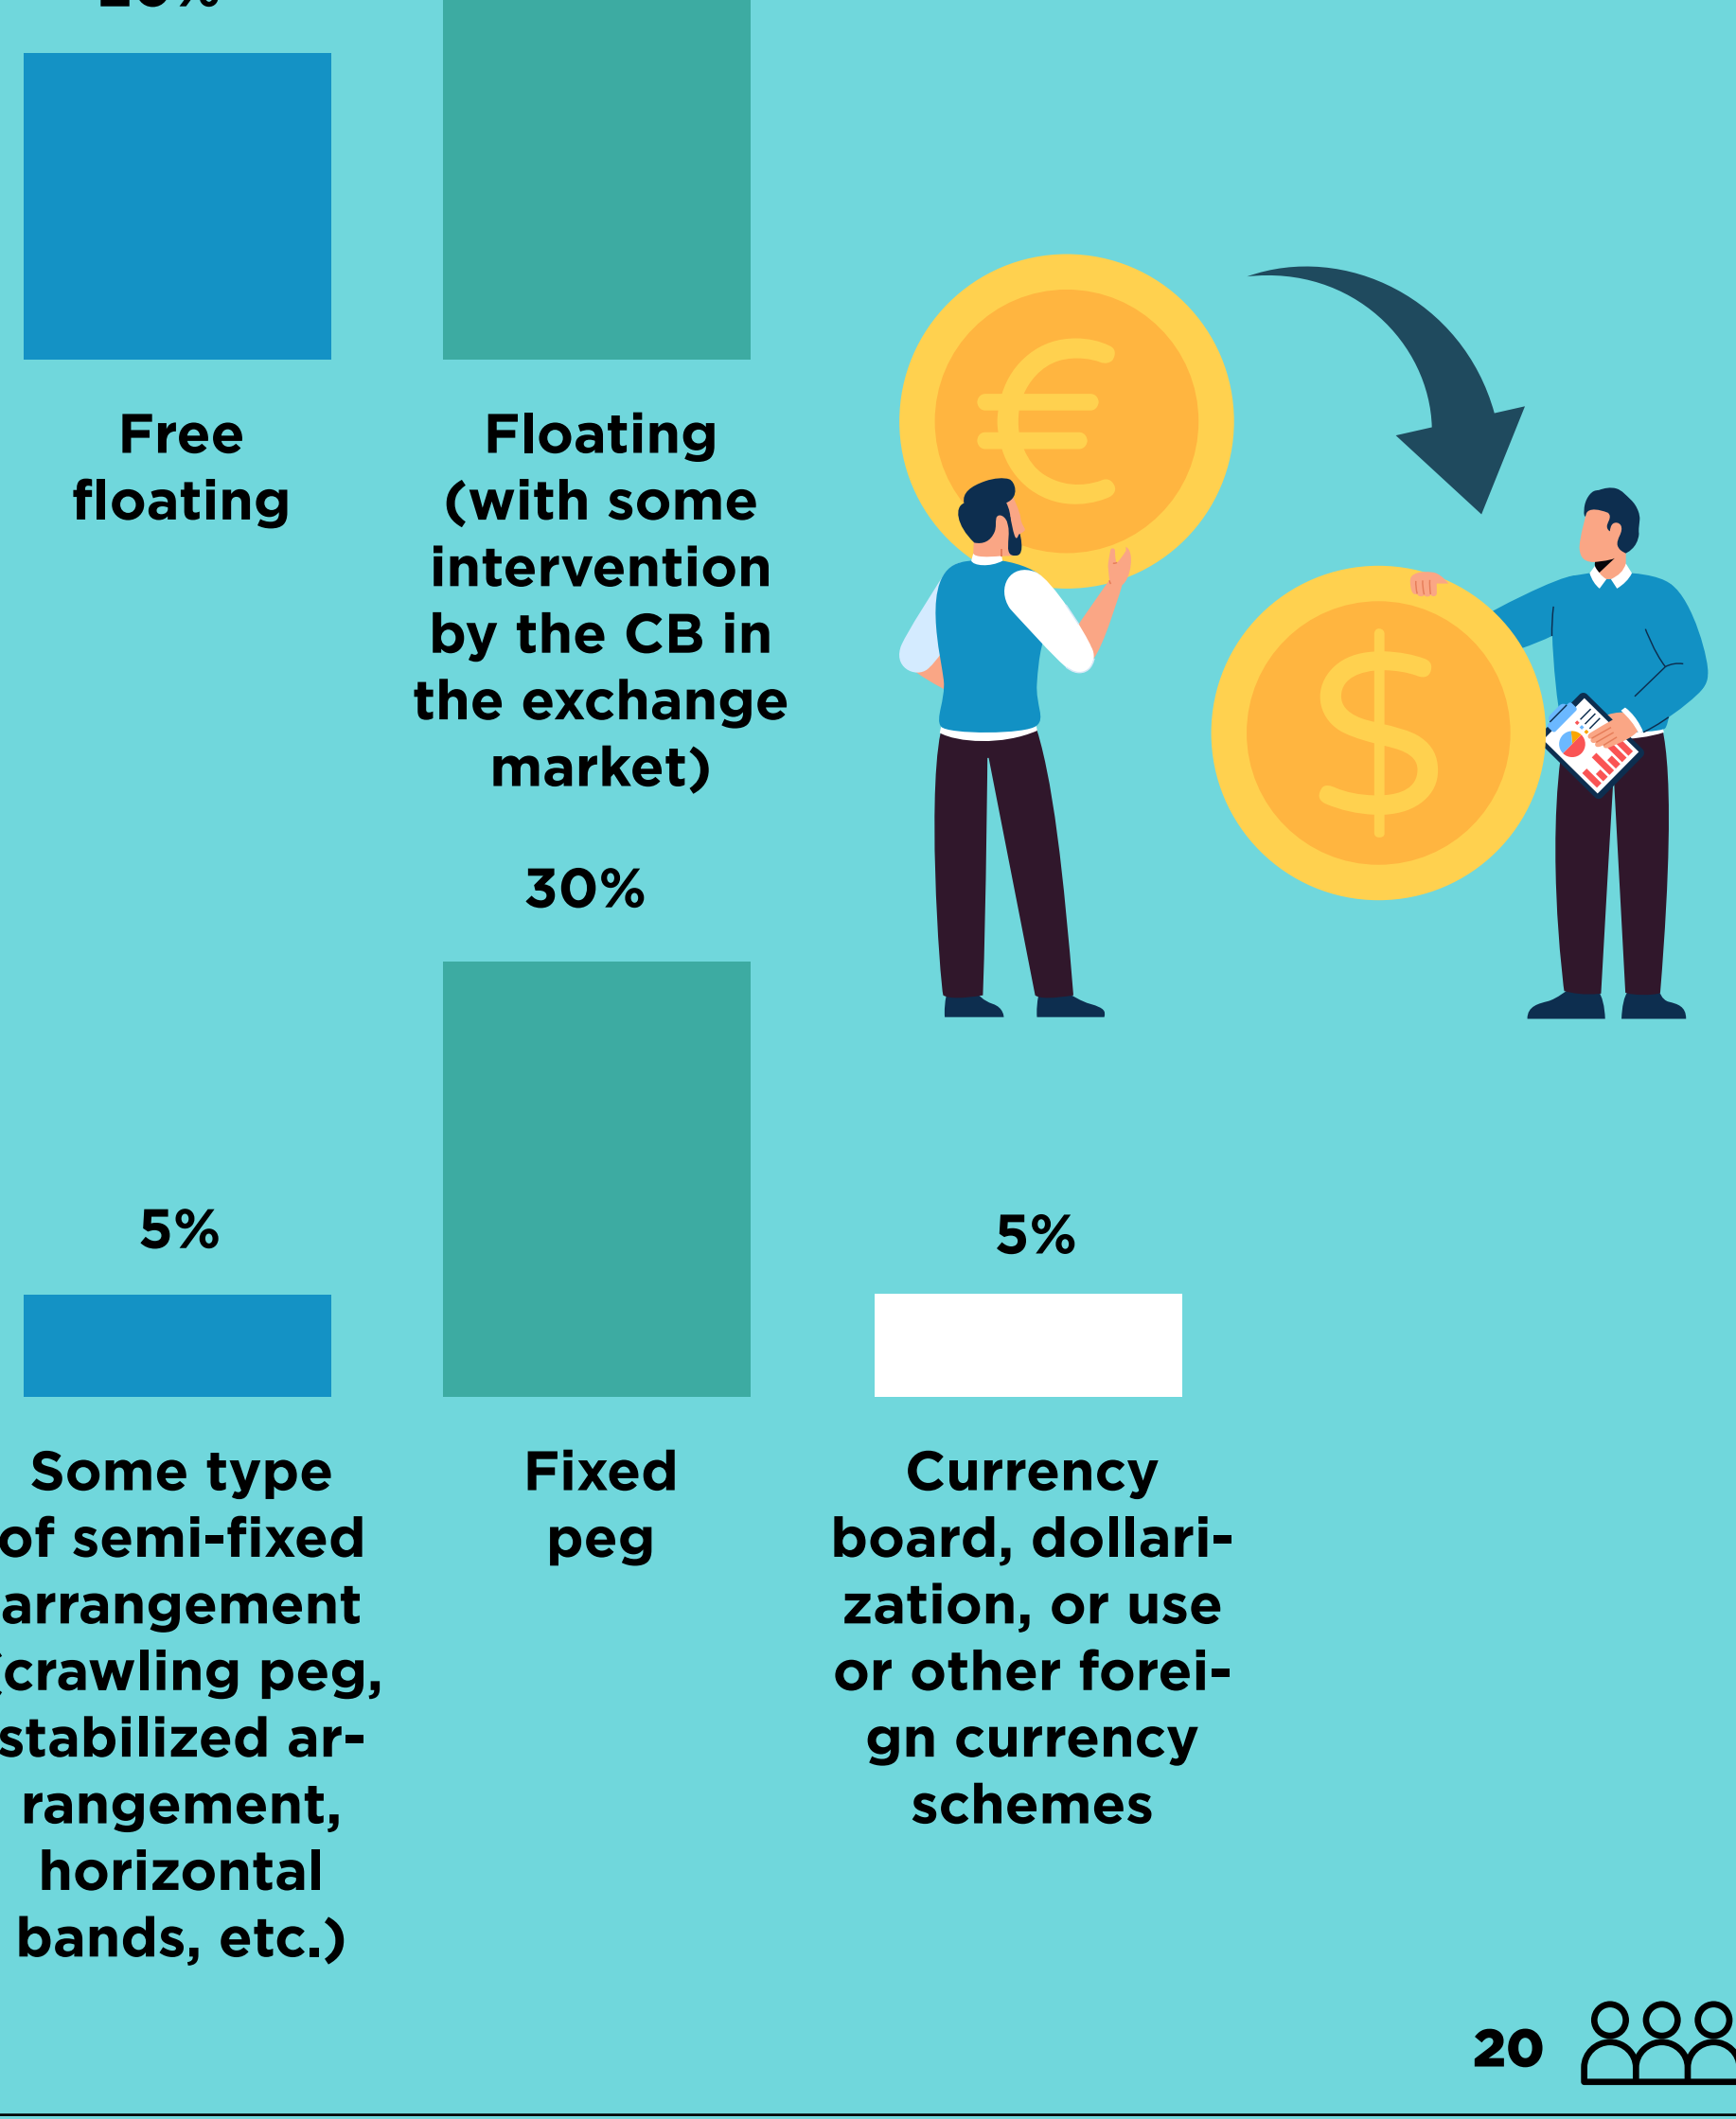 Free
floating
Floating
(with some
intervention
by the CB in
the exchange
market)
€
$
5%
30%
5%
Some type
of semi-fixed
arrangement
(crawling peg,
stabilized ar-
rangement,
horizontal
bands, etc.)
Fixed
peg
Currency
board, dollari-
zation, or use
or other forei-
gn currency
schemes
20